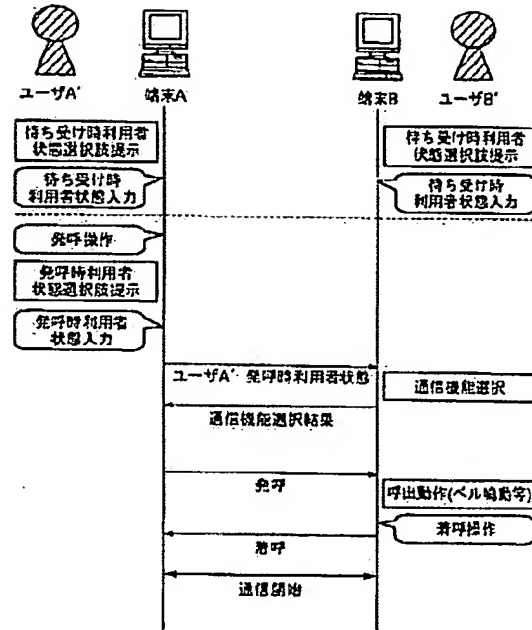 ユーザA'
端末A
端末B
ユーザB'
待ち受け時利用者
状態選択肢提示
待ち受け時利用者
状態選択肢提示
待ち受け時
利用者状態入力
待ち受け時
利用者状態入力
発呼操作
発呼時利用者
状態選択肢提示
発呼時利用者
状態入力
ユーザA' 発呼時利用者状態
通信機能選択
通信機能選択結果
発呼
呼出動作(ベル鳴動等)
着呼操作
着呼
通信開始